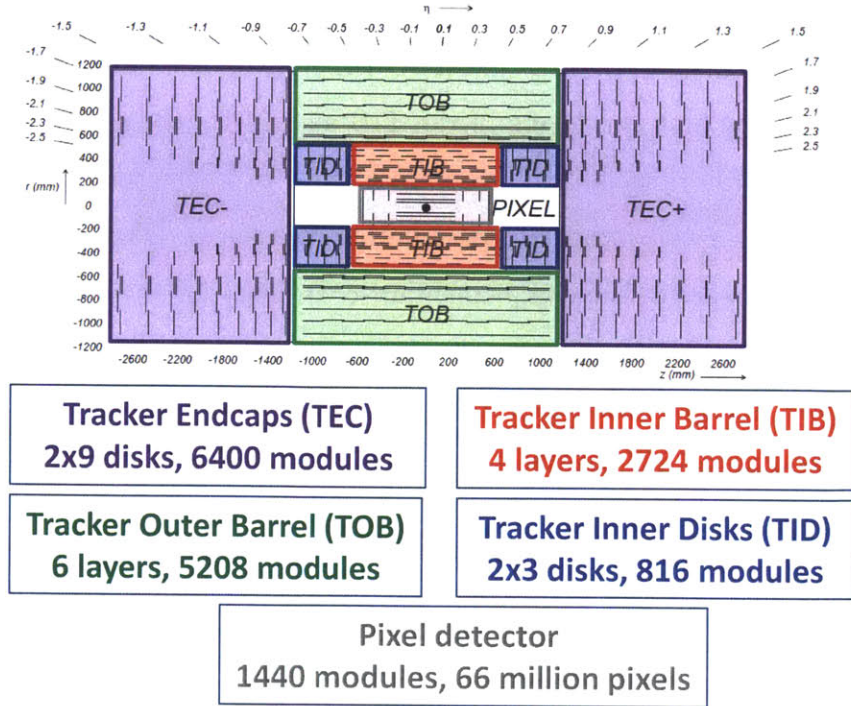 η
-1.5 -1.3 -1.1 -0.9 -0.7 -0.5 -0.3 -0.1 0.1 0.3 0.5 0.7 0.9 1.1 1.3 1.5
-1.7 1.7
-1.9 1.9
-2.1 2.1
-2.3 2.3
-2.5 2.5
1200
1000
800
600
400
200
0
-200
-400
-600
-800
-1000
-1200
r (mm)
TOB
TID TIB TID
TEC- PIXEL TEC+
TID TIB TID
TOB
-2600 -2200 -1800 -1400 -1000 -600 -200 200 600 1000 1400 1800 2200 2600
z (mm)
Tracker Endcaps (TEC)
2x9 disks, 6400 modules
Tracker Inner Barrel (TIB)
4 layers, 2724 modules
Tracker Outer Barrel (TOB)
6 layers, 5208 modules
Tracker Inner Disks (TID)
2x3 disks, 816 modules
Pixel detector
1440 modules, 66 million pixels